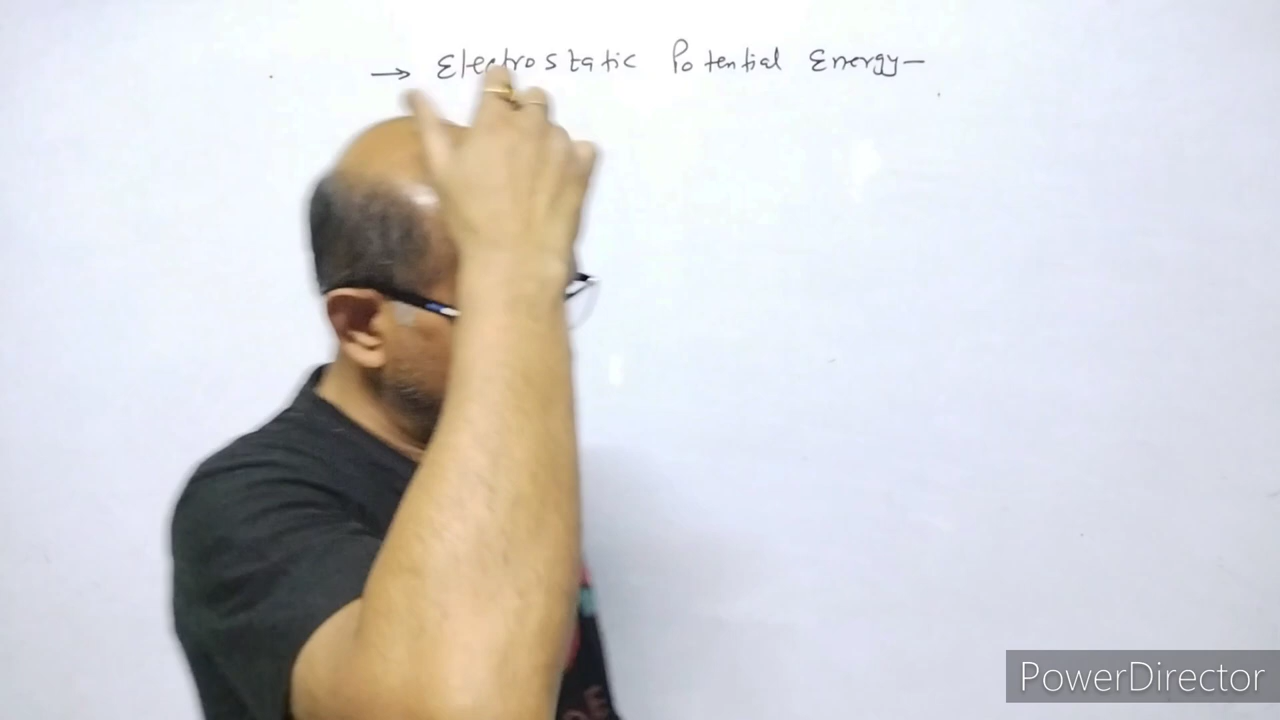 → Electrostatic Potential Energy–
PowerDirector